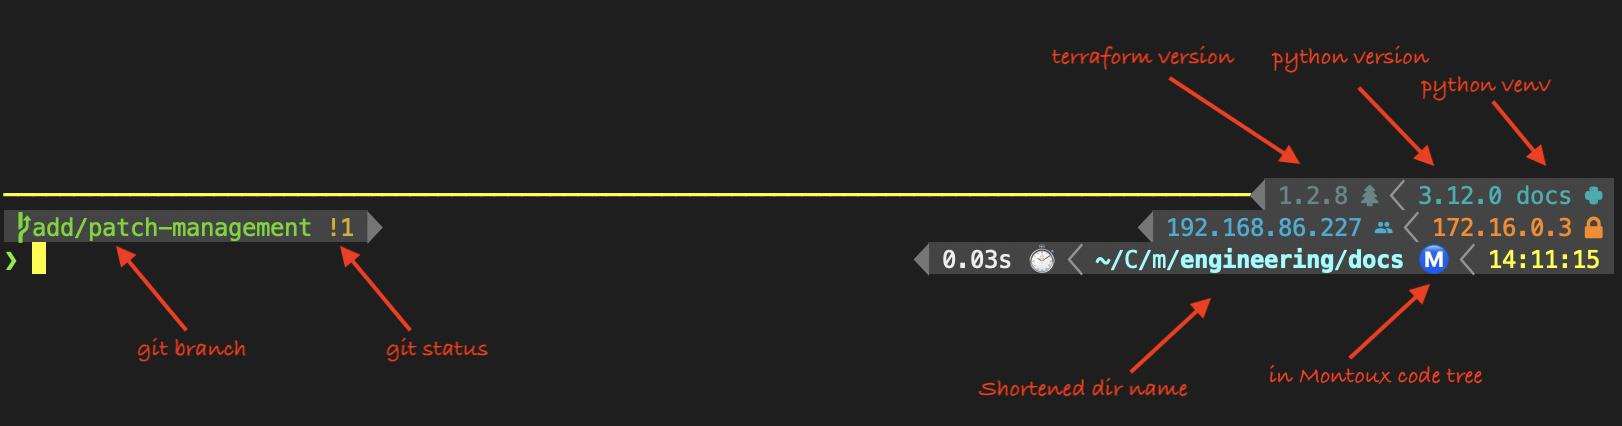 terraform version
python version
python venv
1.2.8 3.12.0 docs
add/patch-management !1 192.168.86.227 172.16.0.3
❯ 0.03s ~/C/m/engineering/docs M 14:11:15
git branch
git status
Shortened dir name
in Montoux code tree